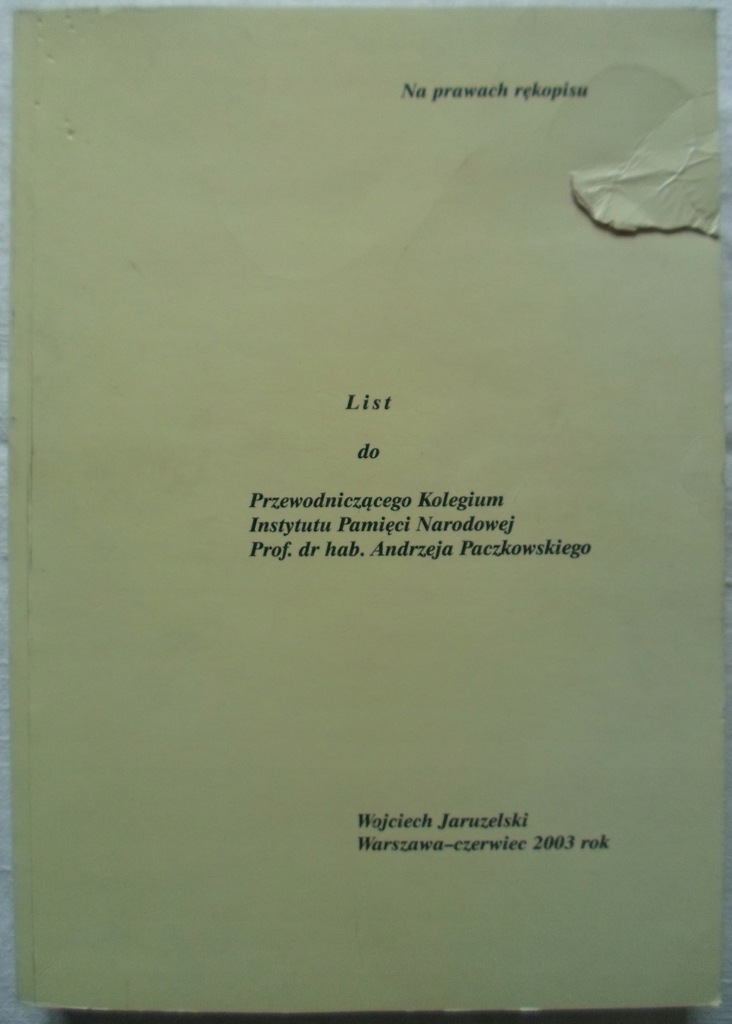 Na prawach rękopisu
List
do
Przewodniczącego Kolegium
Instytutu Pamięci Narodowej
Prof. dr hab. Andrzeja Paczkowskiego
Wojciech Jaruzelski
Warszawa–czerwiec 2003 rok